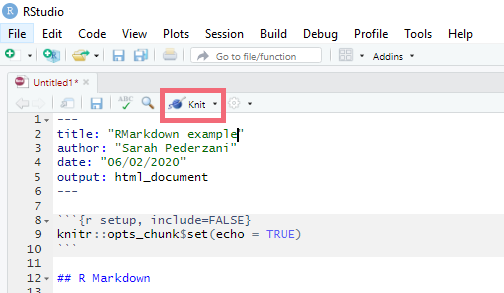 R RStudio
File Edit Code View Plots Session Build Debug Profile
Go to file/function Addins
Untitled1* ×
ABC Knit
1 ---
2 title: "RMarkdown example"
3 author: "Sarah Pederzani"
4 date: "06/02/2020"
5 output: html_document
6 ---
7
8 ```{r setup, include=FALSE}
9 knitr::opts_chunk$set(echo = TRUE)
10 ```
11
12 ## R Markdown
13